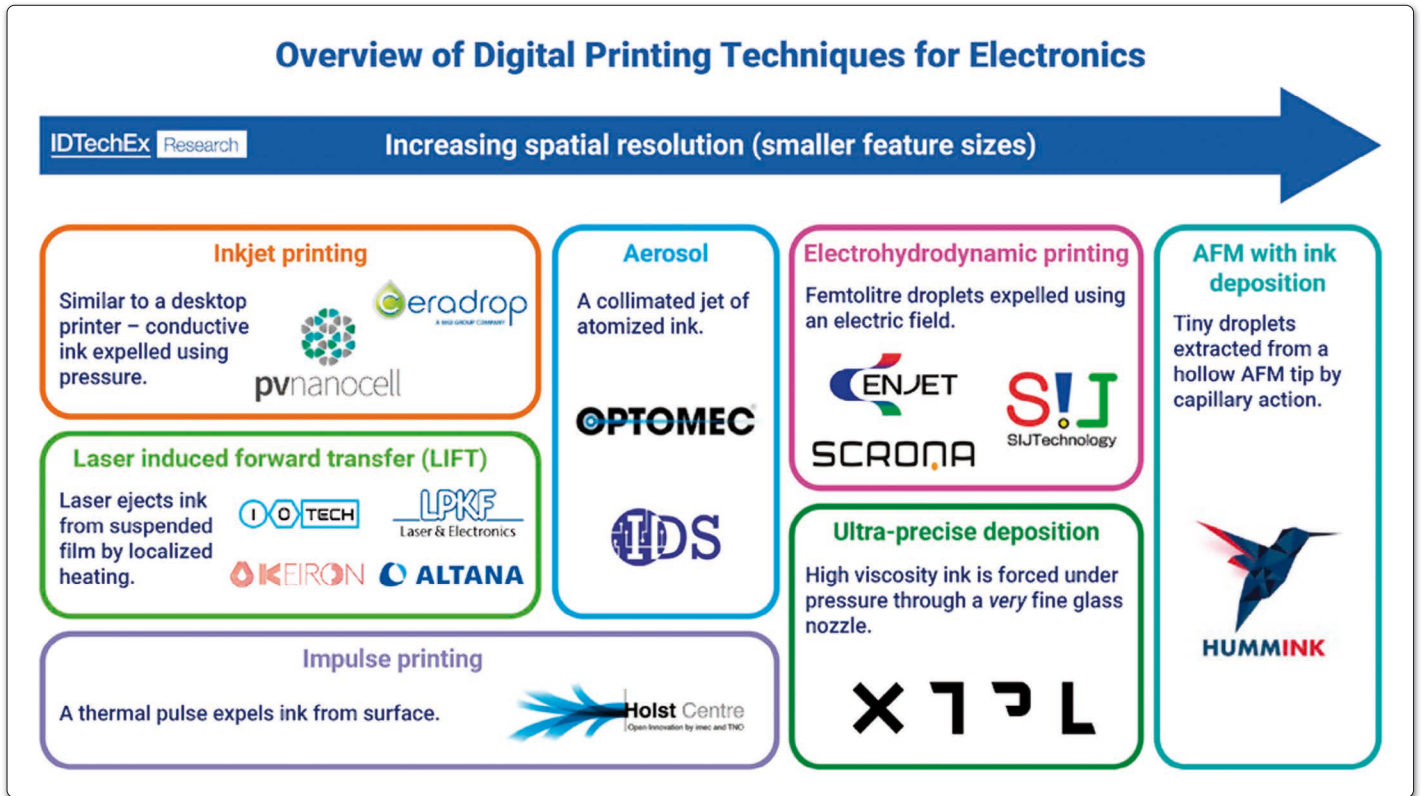 Overview of Digital Printing Techniques for Electronics
IDTechEx Research
Increasing spatial resolution (smaller feature sizes)
Inkjet printing
Similar to a desktop
printer – conductive
ink expelled using
pressure.
ceradrop
A MGI GROUP COMPANY
pvnanocell
Laser induced forward transfer (LIFT)
Laser ejects ink
from suspended
film by localized
heating.
I O TECH
LPKF
Laser & Electronics
KEIRON
ALTANA
Impulse printing
A thermal pulse expels ink from surface.
Holst Centre
Open Innovation by imec and TNO
Aerosol
A collimated jet of
atomized ink.
OPTOMEC
IDS
Electrohydrodynamic printing
Femtolitre droplets expelled using
an electric field.
ENJET
SIJ
SIJTechnology
SCRONA
Ultra-precise deposition
High viscosity ink is forced under
pressure through a very fine glass
nozzle.
XTPL
AFM with ink
deposition
Tiny droplets
extracted from a
hollow AFM tip by
capillary action.
HUMMINK